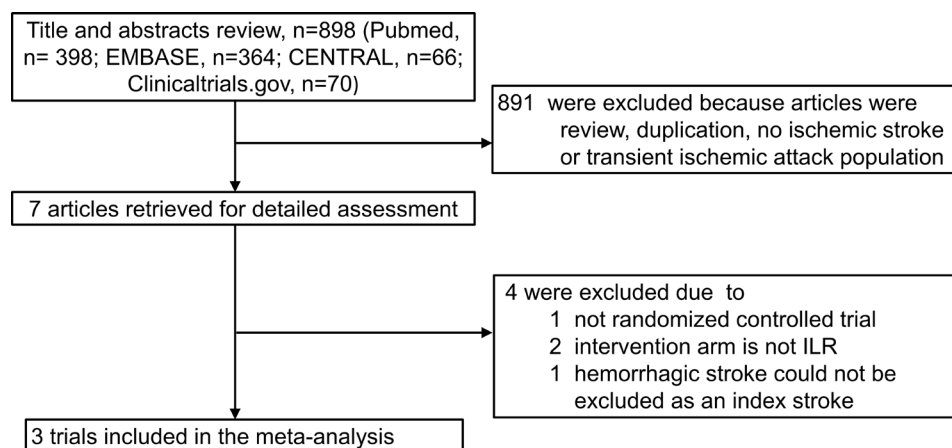 Title and abstracts review, n=898 (Pubmed,
n= 398; EMBASE, n=364; CENTRAL, n=66;
Clinicaltrials.gov, n=70)
891 were excluded because articles were
review, duplication, no ischemic stroke
or transient ischemic attack population
7 articles retrieved for detailed assessment
4 were excluded due to
1 not randomized controlled trial
2 intervention arm is not ILR
1 hemorrhagic stroke could not be
excluded as an index stroke
3 trials included in the meta-analysis